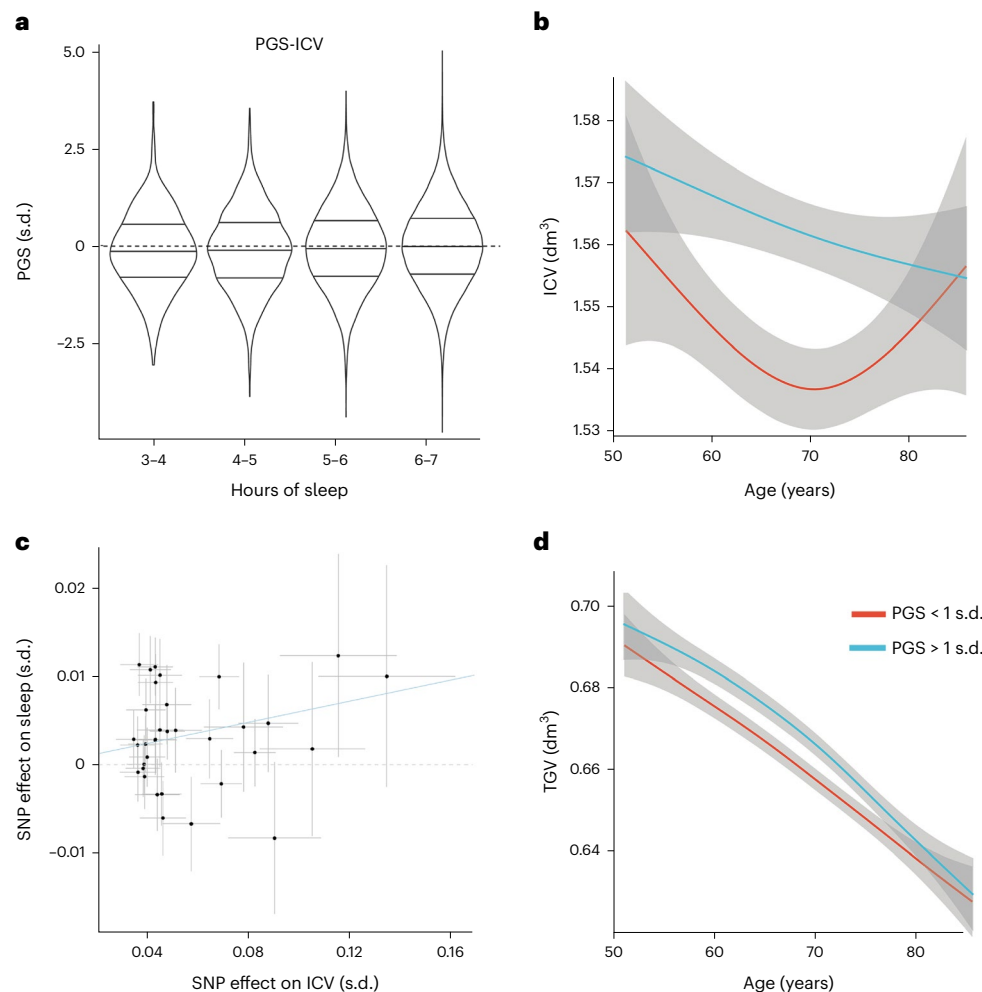 a
PGS-ICV
5.0
2.5
0
–2.5
PGS (s.d.)
3–4
4–5
5–6
6–7
Hours of sleep
b
1.58
1.57
1.56
1.55
1.54
1.53
ICV (dm³)
50
60
70
80
Age (years)
c
0.02
0.01
0
–0.01
SNP effect on sleep (s.d.)
0.04
0.08
0.12
0.16
SNP effect on ICV (s.d.)
d
0.70
0.68
0.66
0.64
TGV (dm³)
PGS < 1 s.d.
PGS > 1 s.d.
50
60
70
80
Age (years)